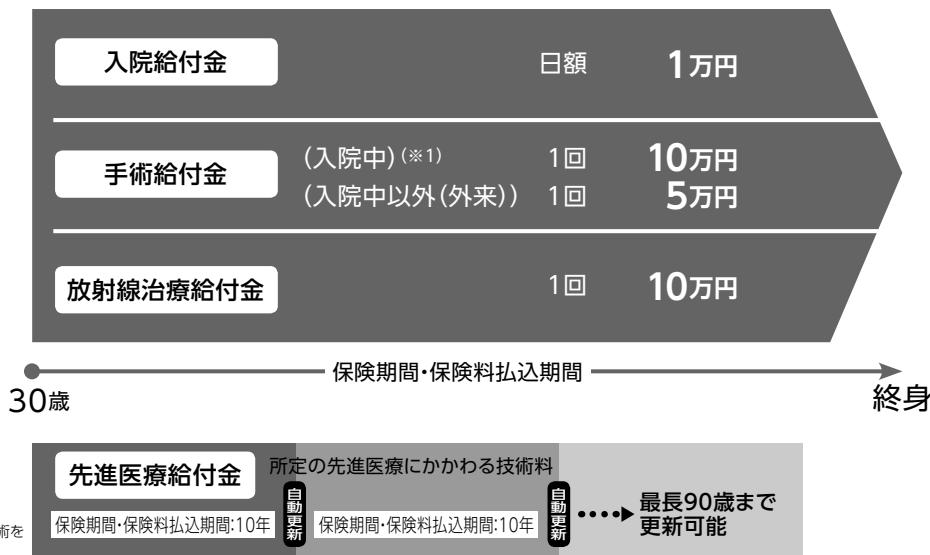 入院給付金 日額 1万円
手術給付金 (入院中)(※1) 1回 10万円
(入院中以外(外来)) 1回 5万円
放射線治療給付金 1回 10万円
保険期間・保険料払込期間
30歳 終身
先進医療給付金 所定の先進医療にかかわる技術料
保険期間・保険料払込期間:10年 自動更新 保険期間・保険料払込期間:10年 自動更新 最長90歳まで
更新可能
術を